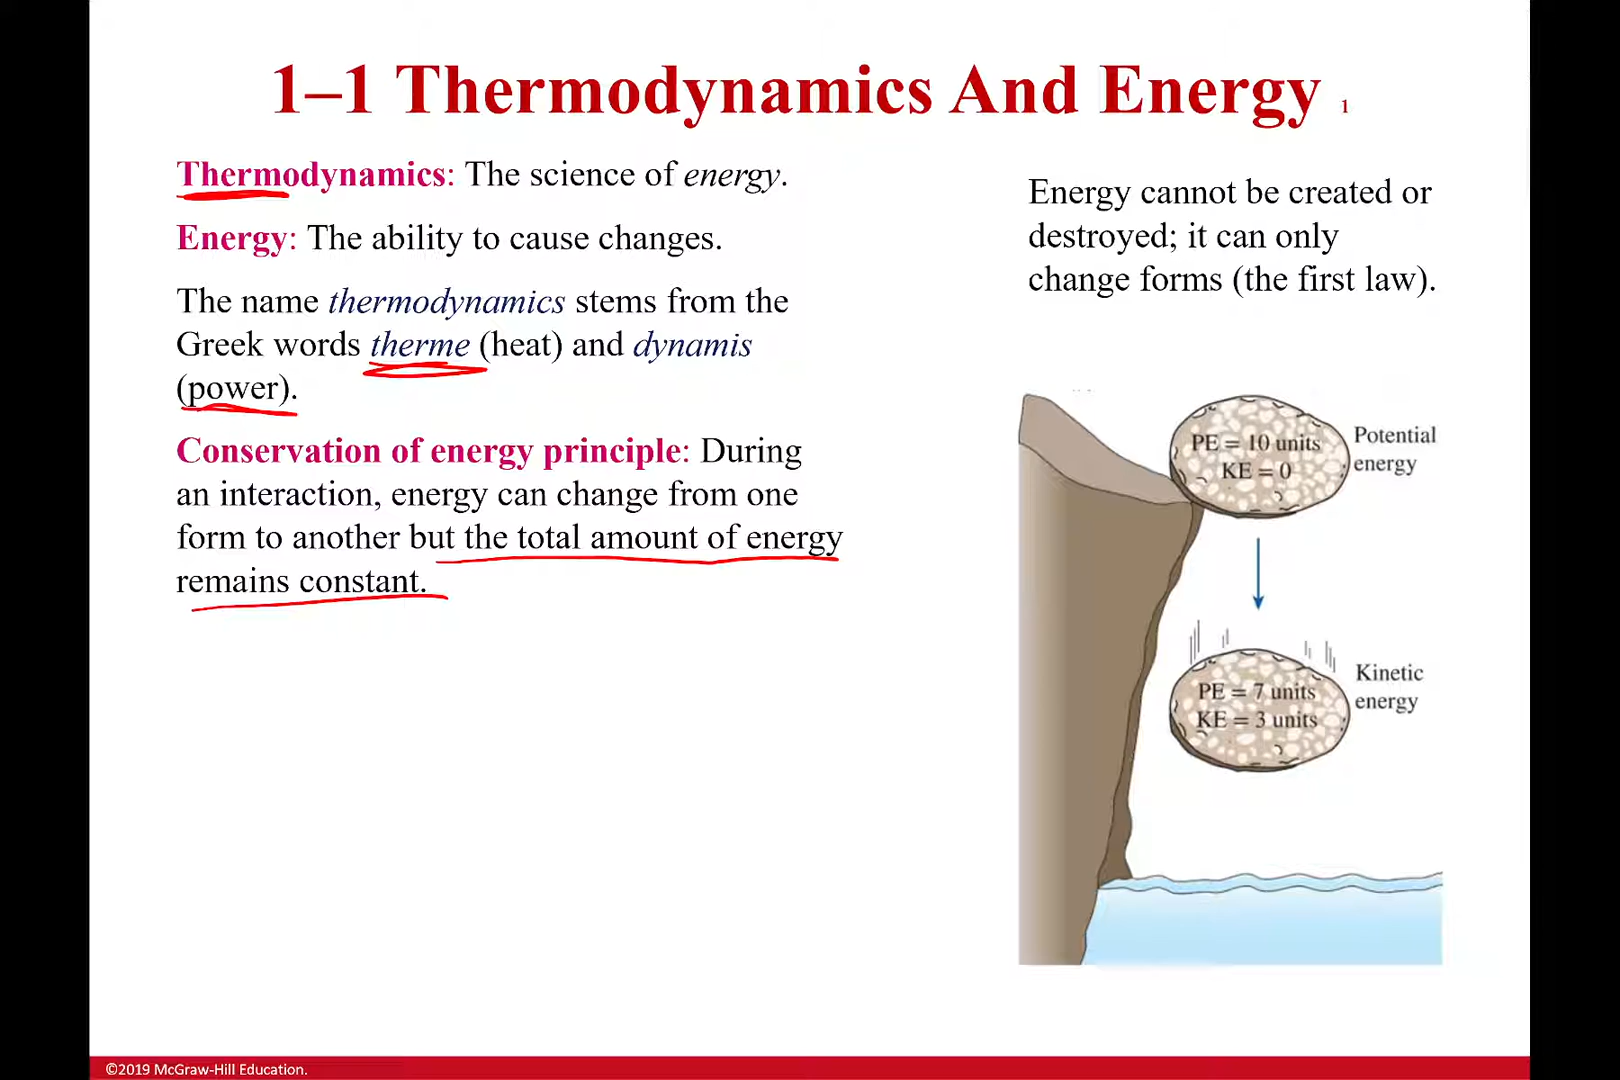 1–1 Thermodynamics And Energy 1
Thermodynamics: The science of energy.
Energy: The ability to cause changes.
The name thermodynamics stems from the
Greek words therme (heat) and dynamis
(power).
Conservation of energy principle: During
an interaction, energy can change from one
form to another but the total amount of energy
remains constant.
Energy cannot be created or
destroyed; it can only
change forms (the first law).
PE = 10 units
KE = 0
Potential
energy
PE = 7 units
KE = 3 units
Kinetic
energy
©2019 McGraw-Hill Education.